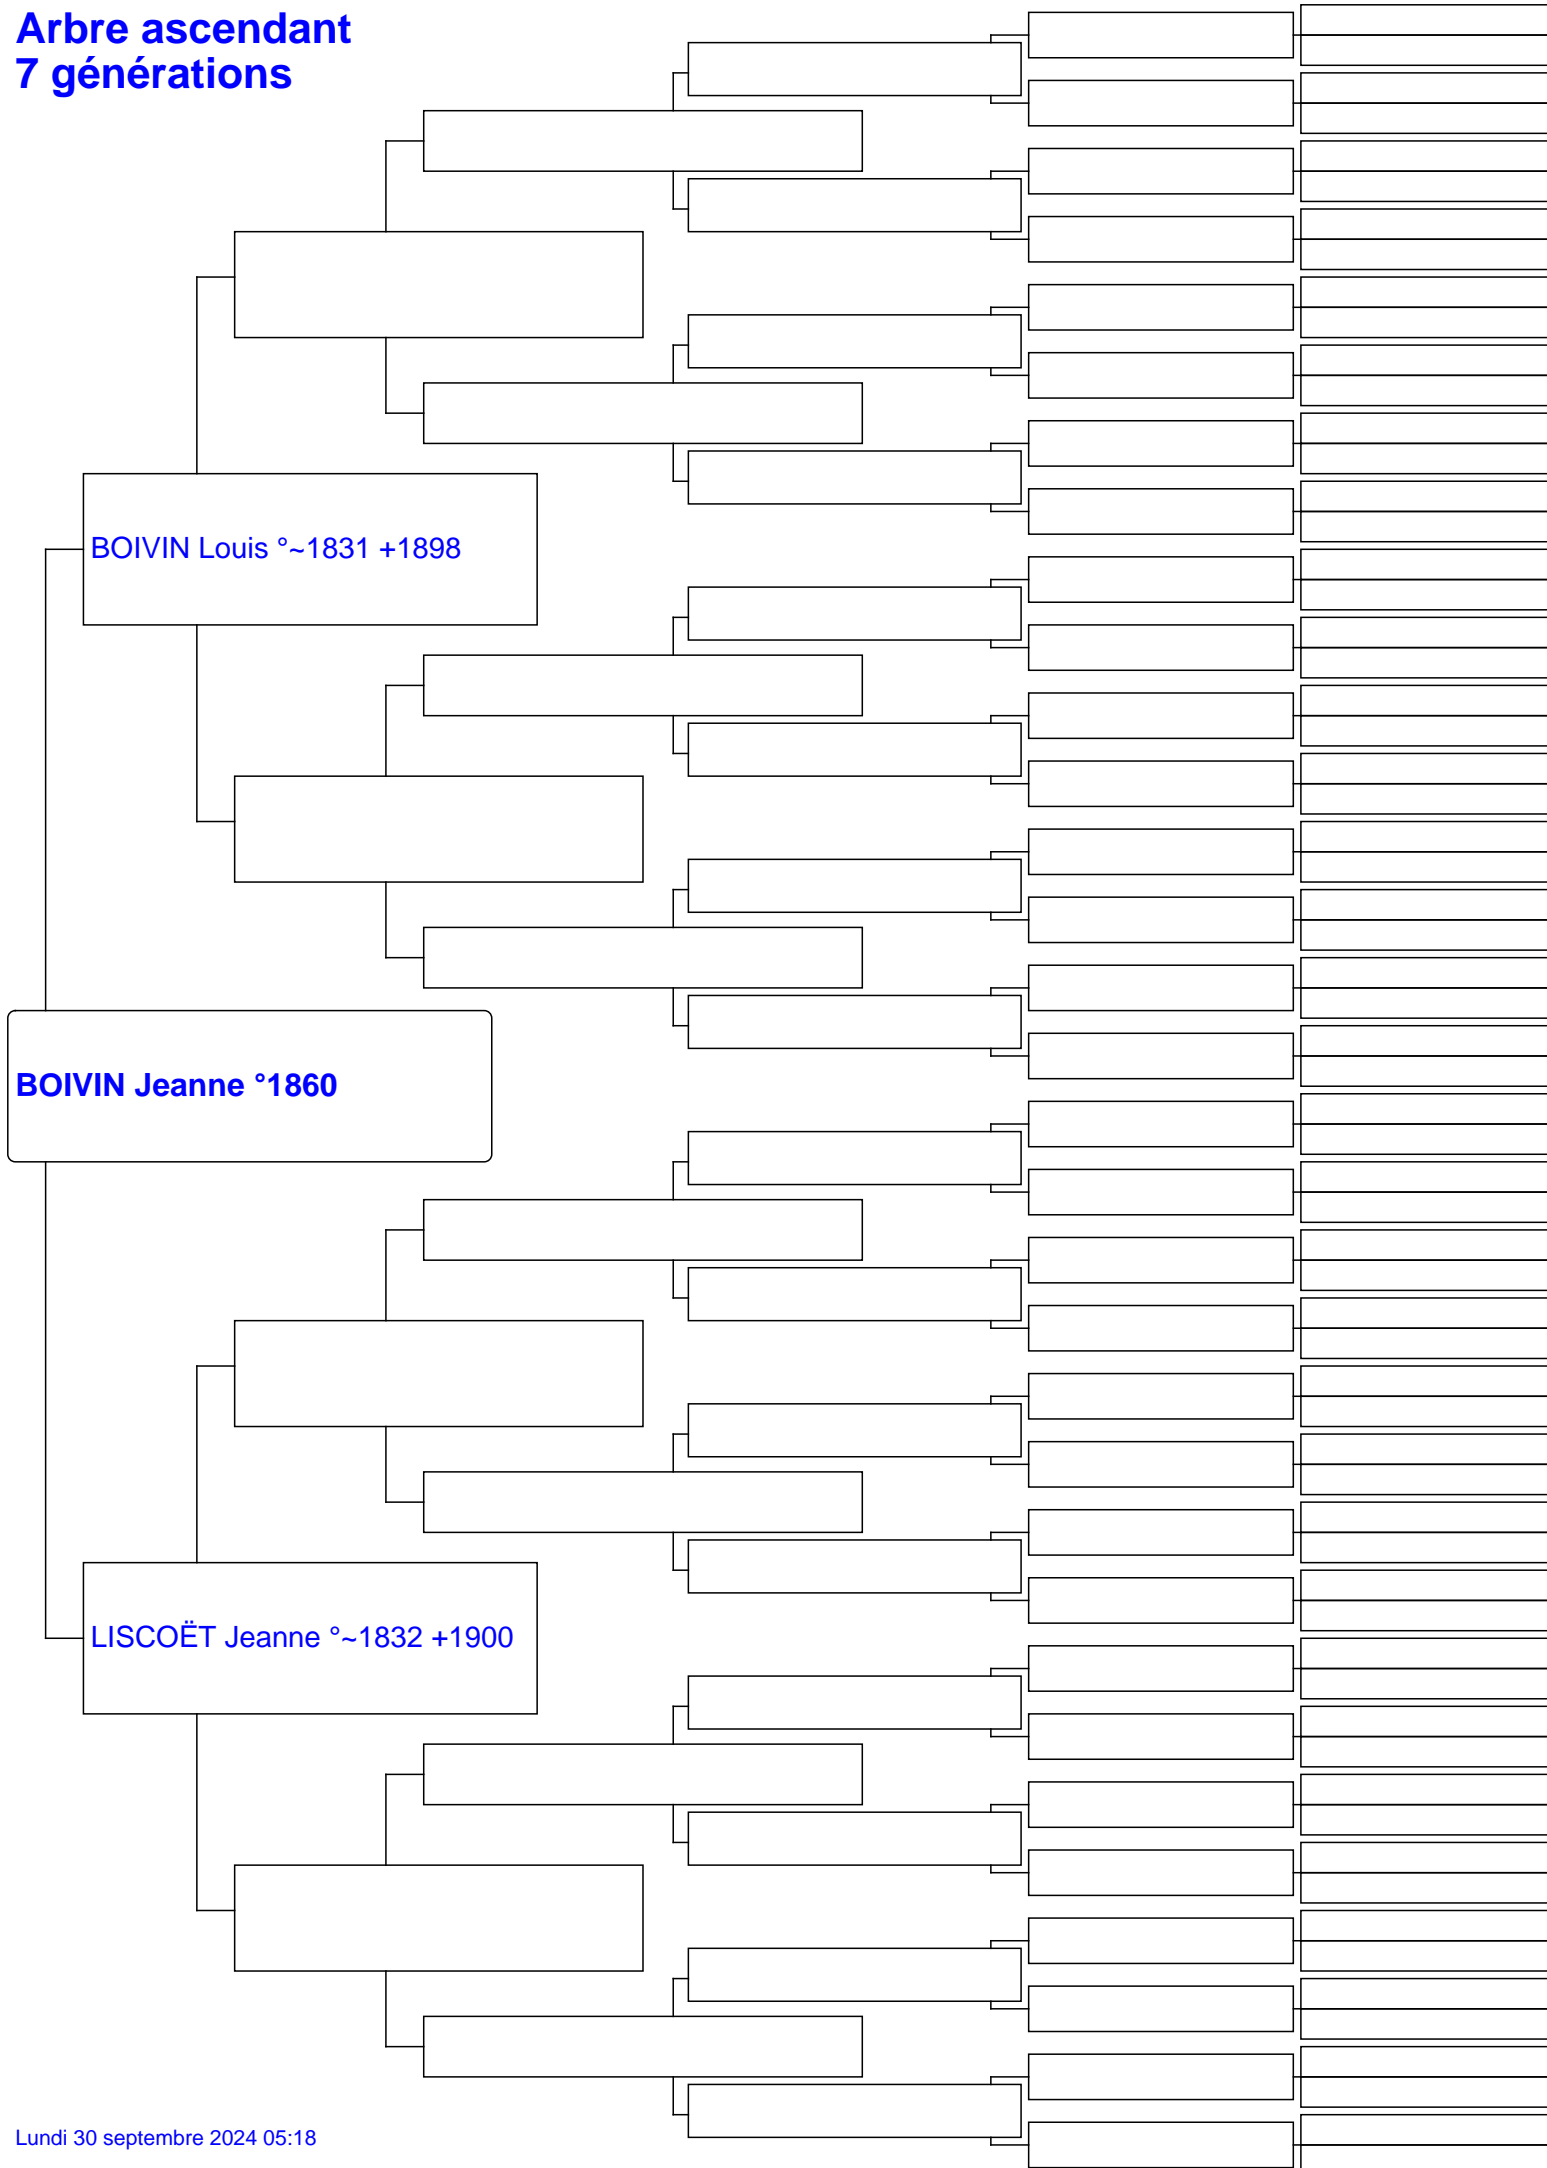 Arbre ascendant
7 générations
BOIVIN Louis °~1831 +1898
BOIVIN Jeanne °1860
LISCOËT Jeanne °~1832 +1900
Lundi 30 septembre 2024 05:18